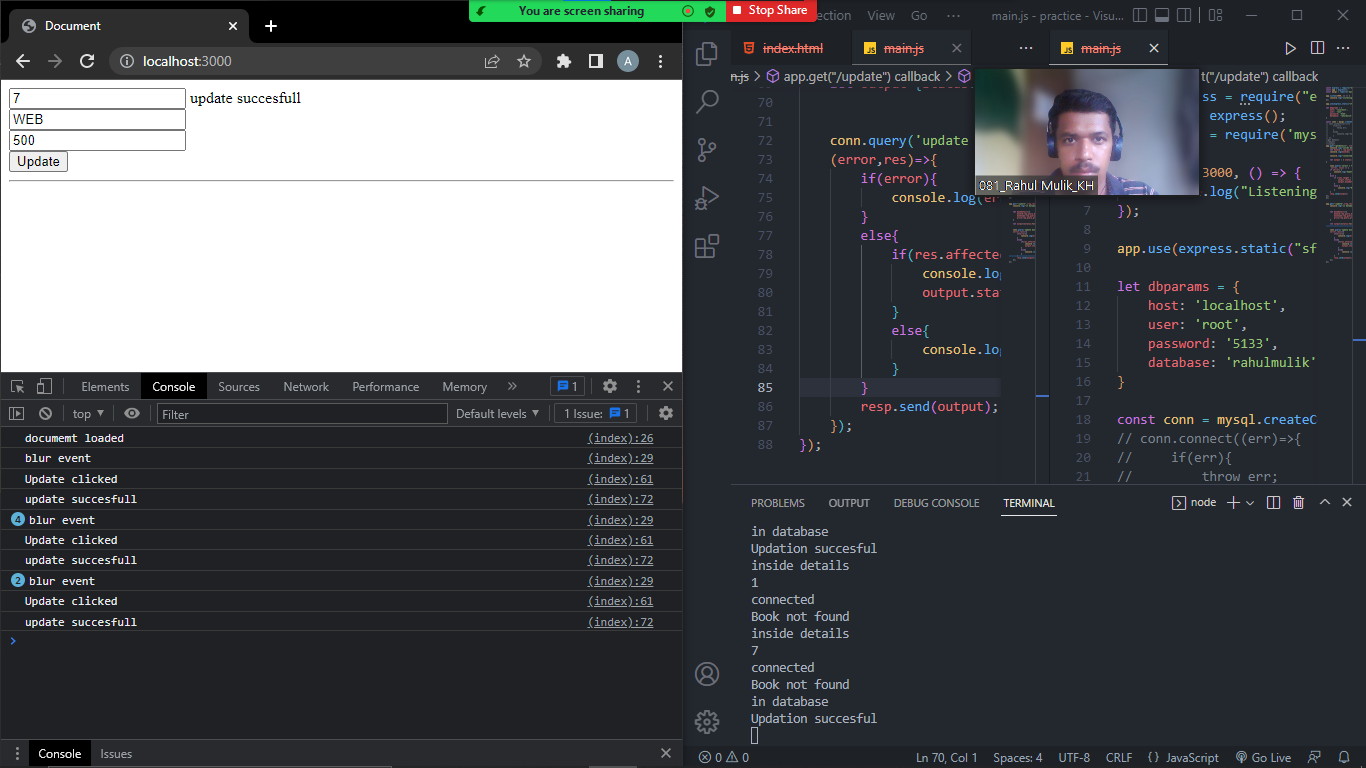 You are screen sharing
Stop Share
Document
localhost:3000
A
7 update succesfull
WEB
500
Update
Elements Console Sources Network Performance Memory » 1
top Filter Default levels 1 Issue: 1
documemt loaded (index):26
blur event (index):29
Update clicked (index):61
update succesfull (index):72
4 blur event (index):29
Update clicked (index):61
update succesfull (index):72
2 blur event (index):29
Update clicked (index):61
update succesfull (index):72
Console Issues
ection View Go ··· main.js - practice - Visu...
index.html JS main.js JS main.js
n.js > app.get("/update") callback > t("/update") callback
70
71
72 conn.query('update
73 (error,res)=>{
74 if(error){
75 console.log(er
76 }
77 else{
78 if(res.affected
79 console.log
80 output.stat
81 }
82 else{
83 console.log
84 }
85 }
86 resp.send(output);
87 });
88 });
081_Rahul Mulik_KH
ss = require("e
express();
= require('mys
3000, () => {
.log("Listening
7 });
8
9 app.use(express.static("sf
10
11 let dbparams = {
12 host: 'localhost',
13 user: 'root',
14 password: '5133',
15 database: 'rahulmulik'
16 }
17
18 const conn = mysql.createC
19 // conn.connect((err)=>{
20 // if(err){
21 // throw err;
PROBLEMS OUTPUT DEBUG CONSOLE TERMINAL node
in database
Updation succesful
inside details
1
connected
Book not found
inside details
7
connected
Book not found
in database
Updation succesful
0 0 Ln 70, Col 1 Spaces: 4 UTF-8 CRLF {} JavaScript Go Live